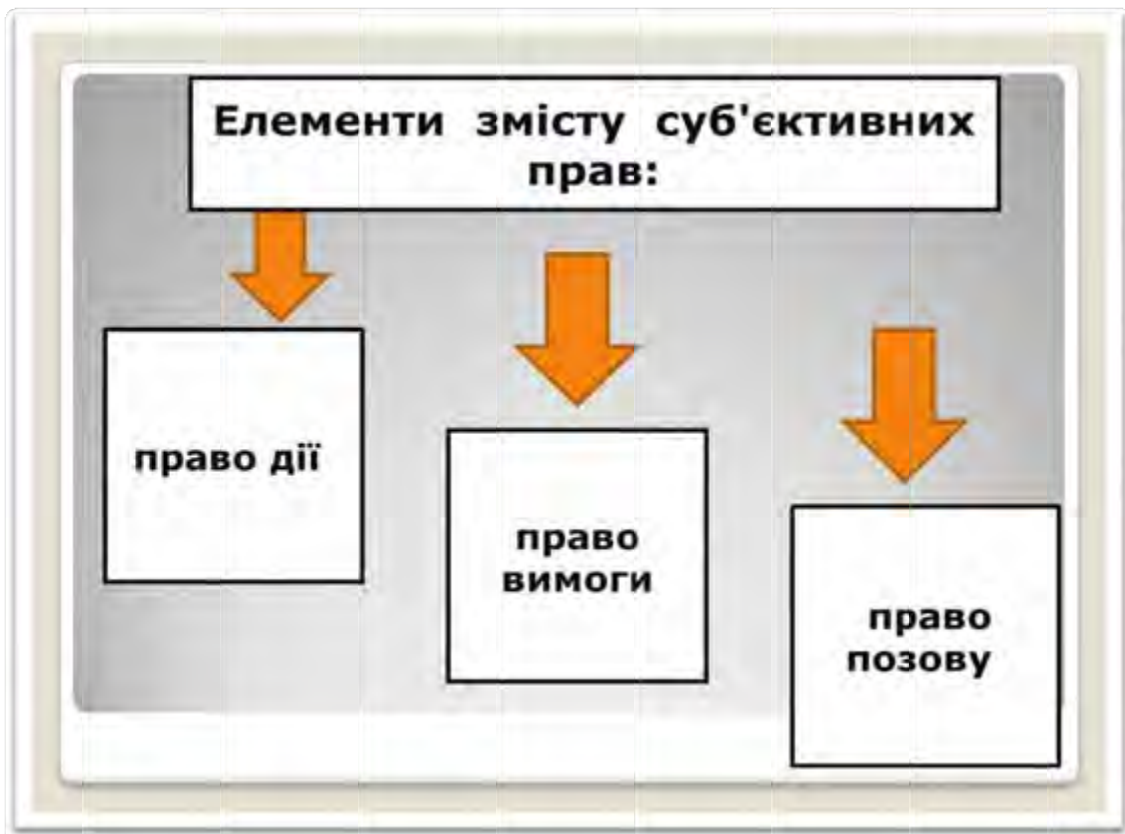 Елементи змісту суб'єктивних
прав:
право дії
право
вимоги
право
позову